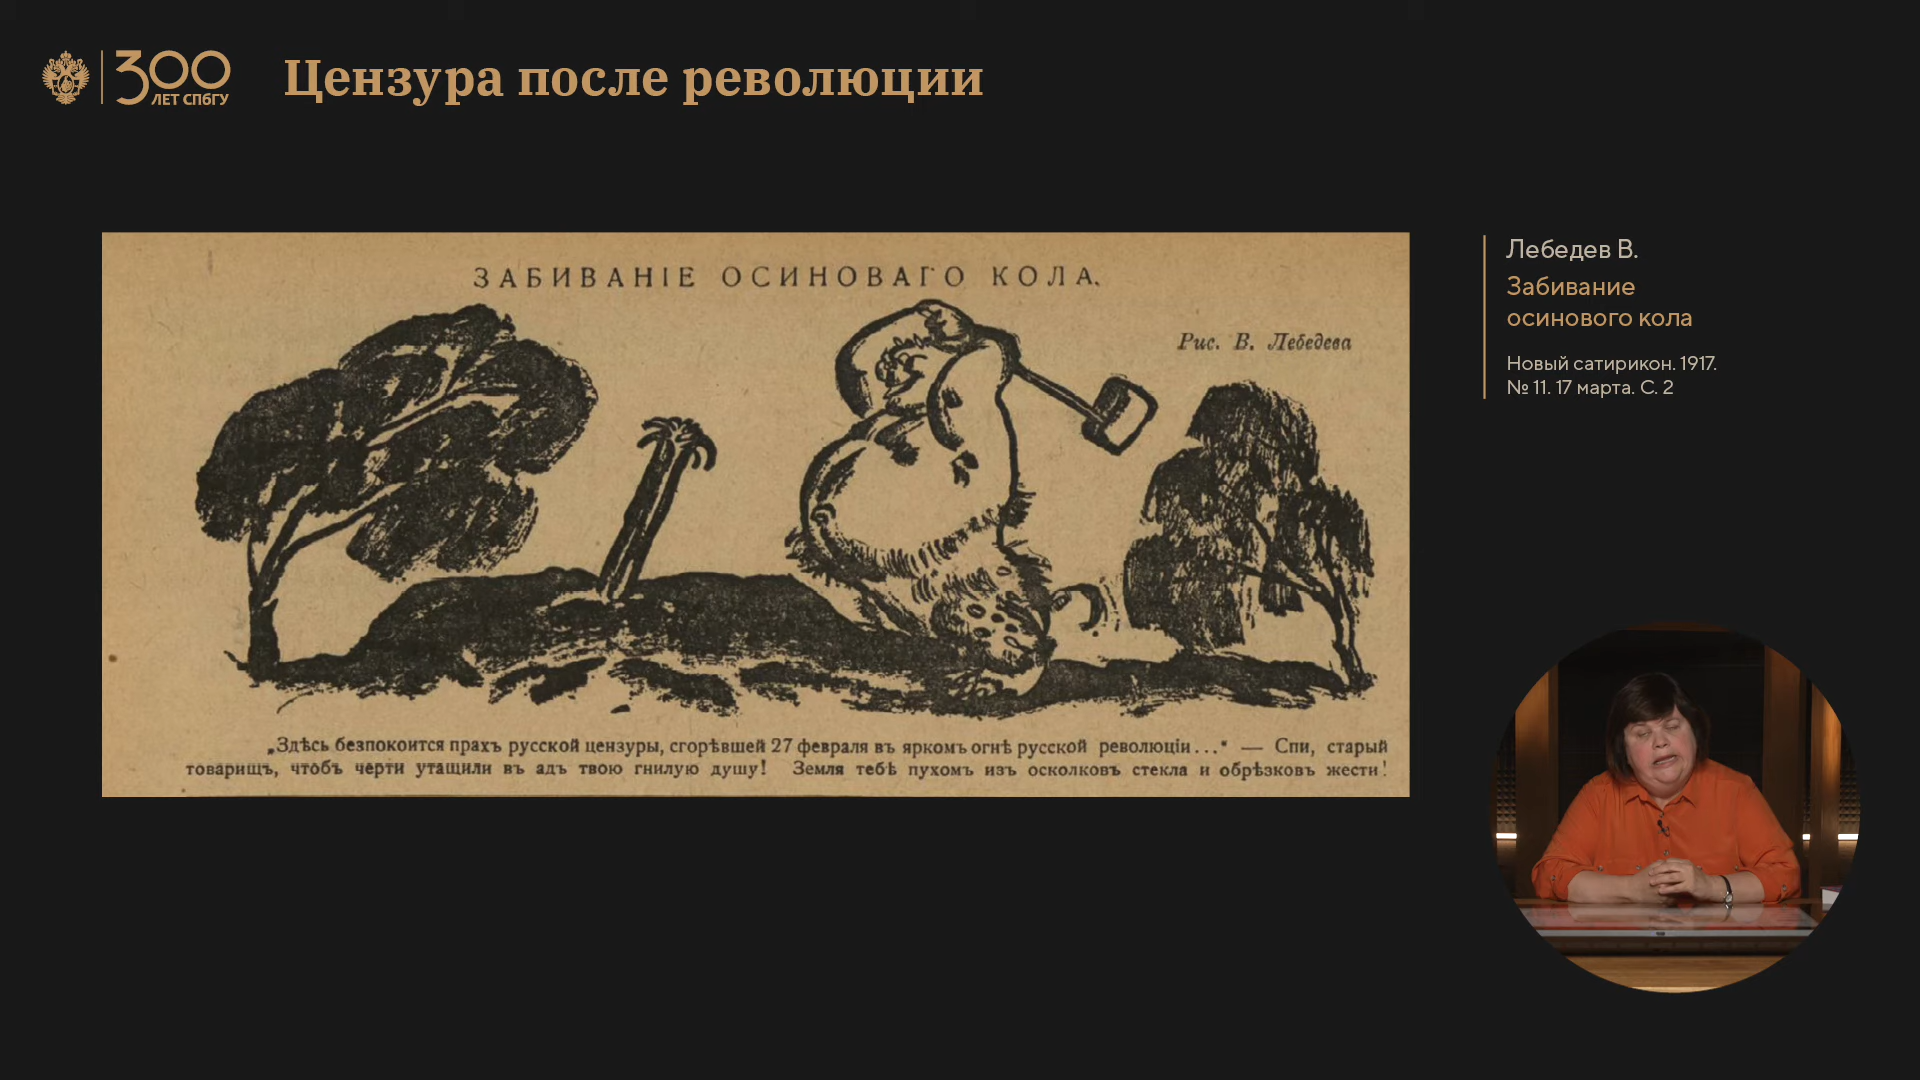 300
ЛЕТ СПбГУ
Цензура после революции
ЗАБИВАНІЕ ОСИНОВАГО КОЛА.
Рис. В. Лебедева
„Здѣсь безпокоится прахъ русской цензуры, сгорѣвшей 27 февраля въ яркомъ огнѣ русской революціи...“ — Спи, старый
товарищъ, чтобъ черти утащили въ адъ твою гнилую душу! Земля тебѣ пухомъ изъ осколковъ стекла и обрѣзковъ жести!
Лебедев В.
Забивание
осинового кола
Новый сатирикон. 1917.
№ 11. 17 марта. С. 2